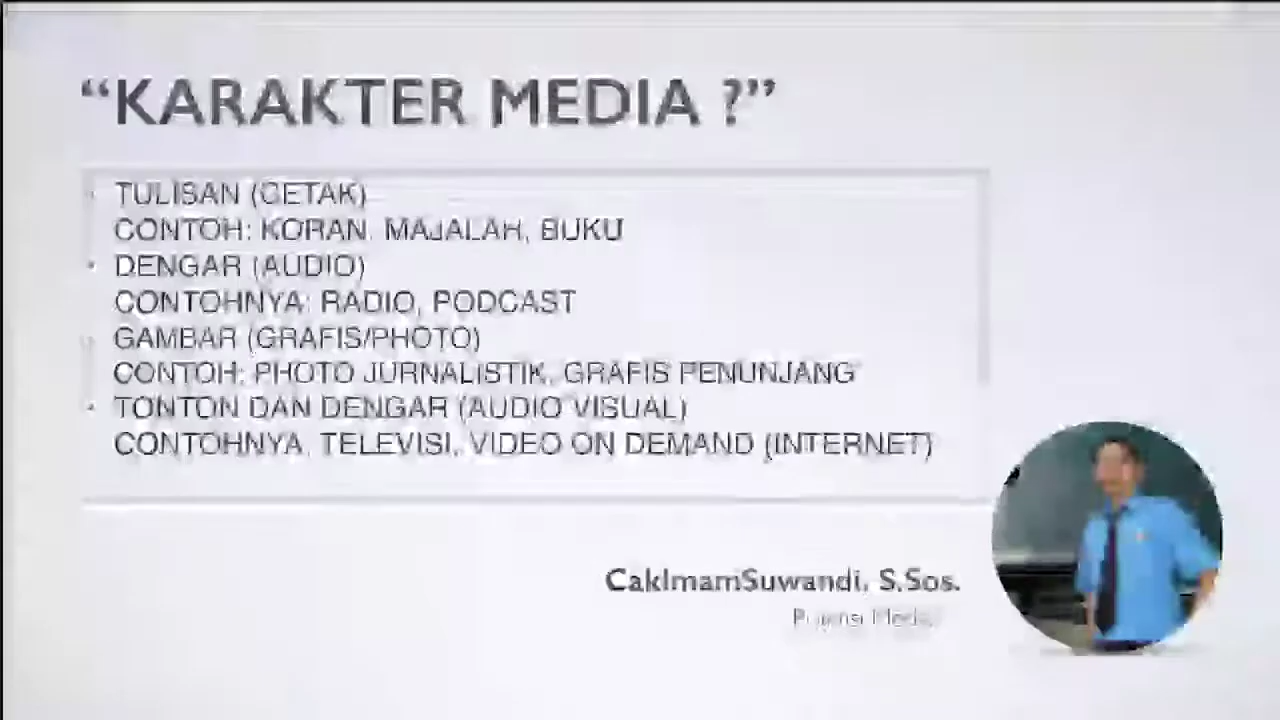 “KARAKTER MEDIA ?”
• TULISAN (CETAK)
CONTOH: KORAN, MAJALAH, BUKU
• DENGAR (AUDIO)
CONTOHNYA: RADIO, PODCAST
• GAMBAR (GRAFIS/PHOTO)
CONTOH: PHOTO JURNALISTIK, GRAFIS PENUNJANG
• TONTON DAN DENGAR (AUDIO VISUAL)
CONTOHNYA, TELEVISI, VIDEO ON DEMAND (INTERNET)
CakImamSuwandi, S.Sos.